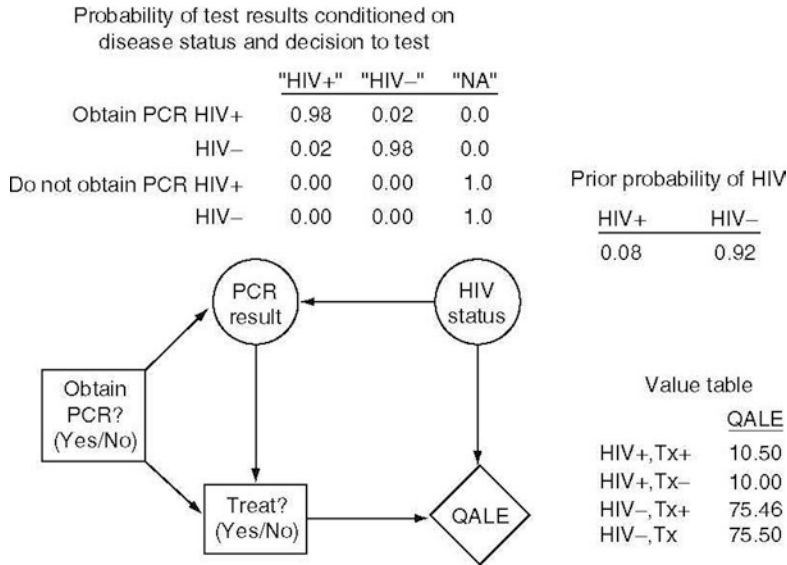 Probability of test results conditioned on
disease status and decision to test
"HIV+" "HIV–" "NA"
Obtain PCR HIV+ 0.98 0.02 0.0
HIV– 0.02 0.98 0.0
Do not obtain PCR HIV+ 0.00 0.00 1.0
HIV– 0.00 0.00 1.0
Prior probability of HIV
HIV+ HIV–
0.08 0.92
PCR
result
HIV
status
Obtain
PCR?
(Yes/No)
Treat?
(Yes/No)
QALE
Value table
QALE
HIV+,Tx+ 10.50
HIV+,Tx– 10.00
HIV–,Tx+ 75.46
HIV–,Tx 75.50